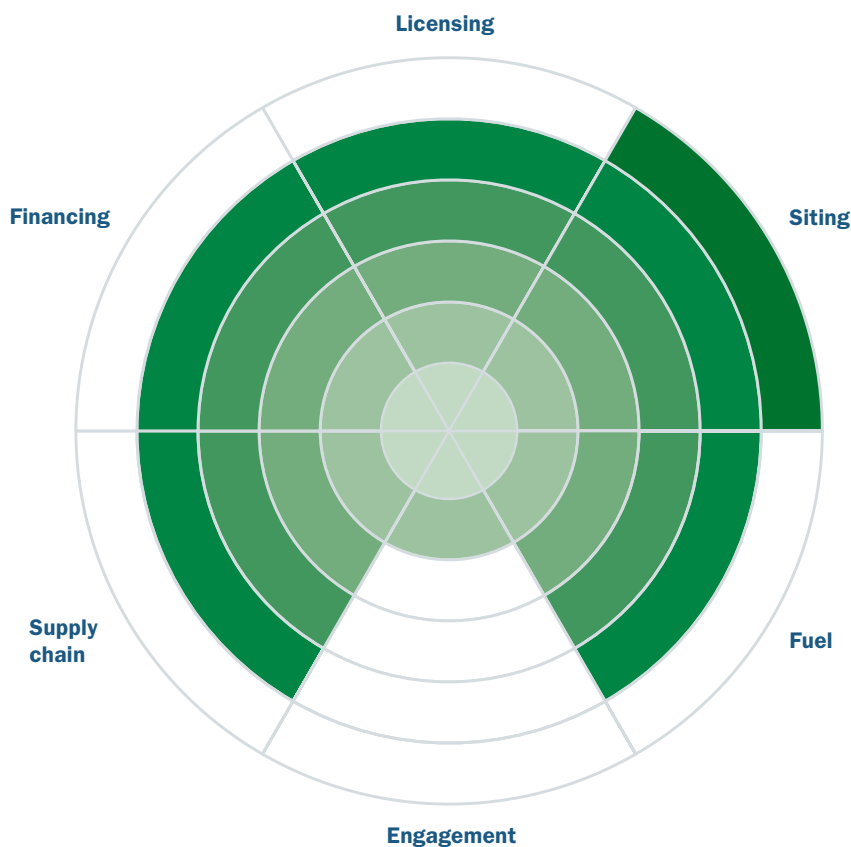 Licensing
Financing
Siting
Supply
chain
Fuel
Engagement